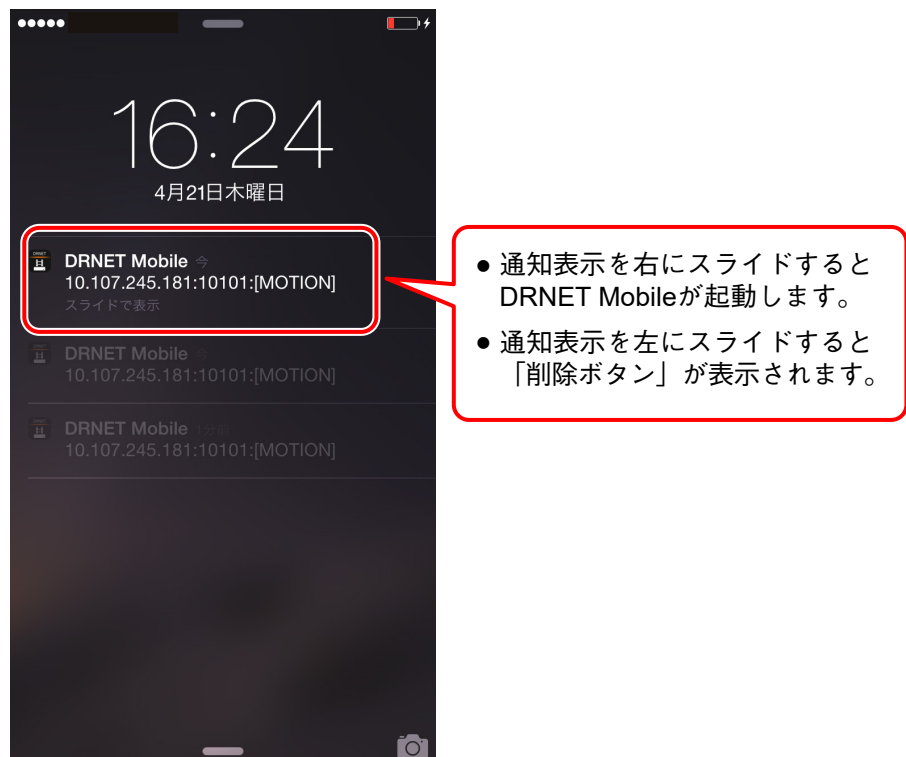 16:24
4月21日木曜日
DRNET Mobile 今
10.107.245.181:10101:[MOTION]
スライドで表示
DRNET Mobile 今
10.107.245.181:10101:[MOTION]
DRNET Mobile 1分前
10.107.245.181:10101:[MOTION]
● 通知表示を右にスライドすると
DRNET Mobileが起動します。
● 通知表示を左にスライドすると
「削除ボタン」が表示されます。